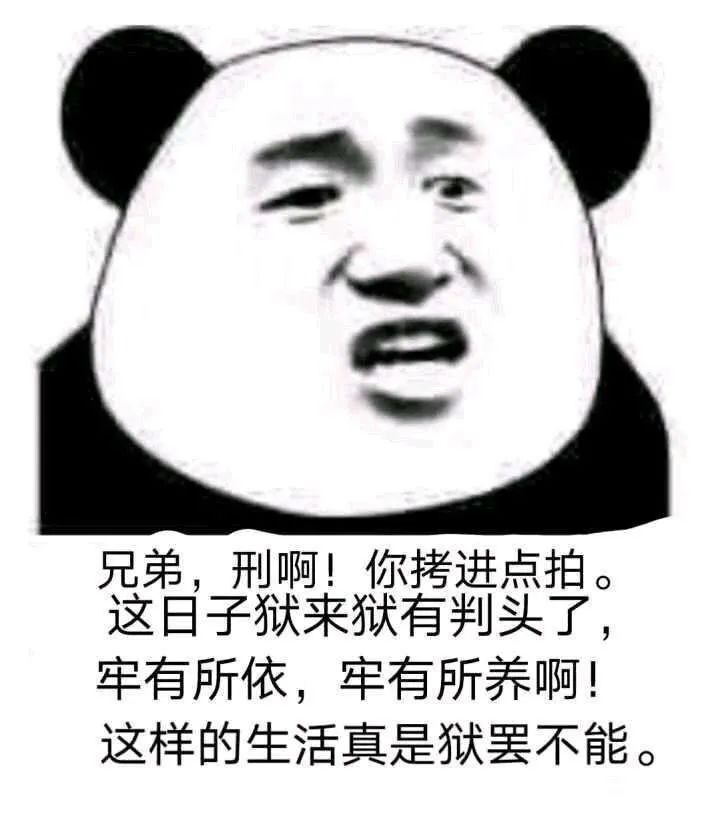 兄弟，刑啊！你拷进点拍。
这日子狱来狱有判头了，
牢有所依，牢有所养啊！
这样的生活真是狱罢不能。